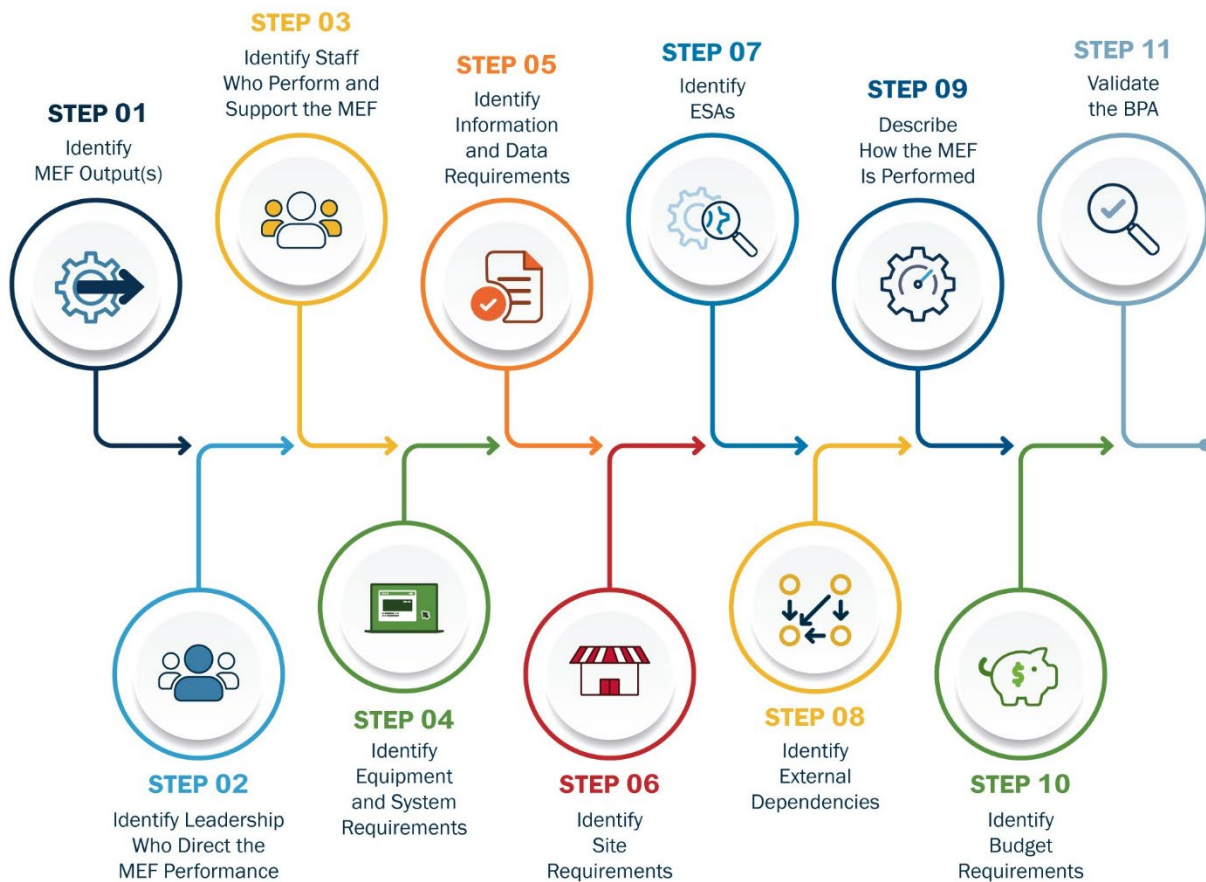 STEP 01
Identify
MEF Output(s)
STEP 02
Identify Leadership
Who Direct the
MEF Performance
STEP 03
Identify Staff
Who Perform and
Support the MEF
STEP 04
Identify
Equipment
and System
Requirements
STEP 05
Identify
Information
and Data
Requirements
STEP 06
Identify
Site
Requirements
STEP 07
Identify
ESAs
STEP 08
Identify
External
Dependencies
STEP 09
Describe
How the MEF
Is Performed
STEP 10
Identify
Budget
Requirements
STEP 11
Validate
the BPA
$